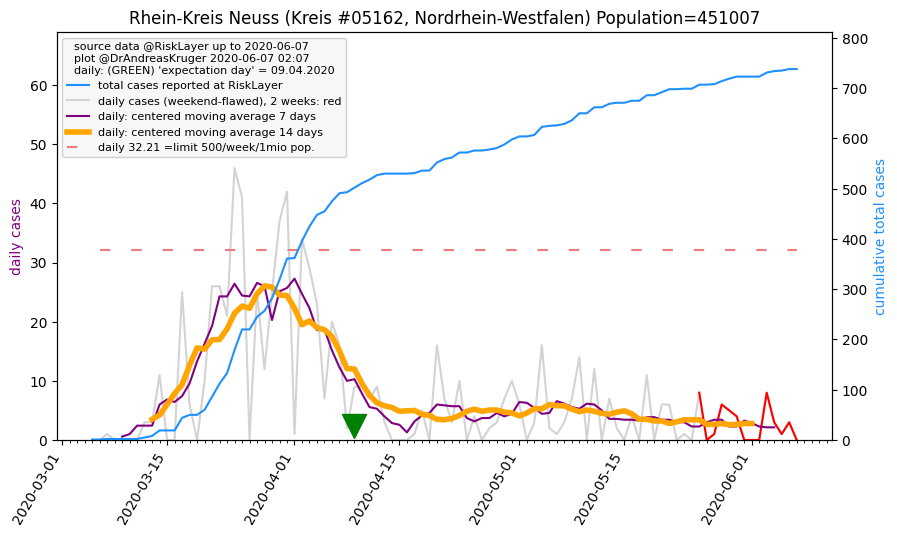 Rhein-Kreis Neuss (Kreis #05162, Nordrhein-Westfalen) Population=451007
source data @RiskLayer up to 2020-06-07
plot @DrAndreasKruger 2020-06-07 02:07
daily: (GREEN) 'expectation day' = 09.04.2020
total cases reported at RiskLayer
daily cases (weekend-flawed), 2 weeks: red
daily: centered moving average 7 days
daily: centered moving average 14 days
daily 32.21 =limit 500/week/1mio pop.
daily cases
60
50
40
30
20
10
0
cumulative total cases
800
700
600
500
400
300
200
100
0
2020-03-01
2020-03-15
2020-04-01
2020-04-15
2020-05-01
2020-05-15
2020-06-01